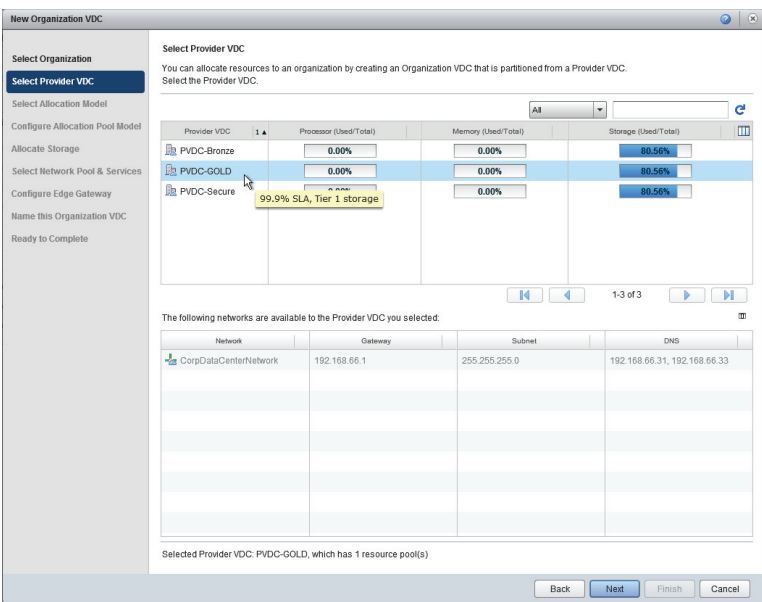 New Organization VDC
Select Organization
Select Provider VDC
Select Allocation Model
Configure Allocation Pool Model
Allocate Storage
Select Network Pool & Services
Configure Edge Gateway
Name this Organization VDC
Ready to Complete
Select Provider VDC
You can allocate resources to an organization by creating an Organization VDC that is partitioned from a Provider VDC.
Select the Provider VDC.
All
Provider VDC 1 ▲ Processor (Used/Total) Memory (Used/Total) Storage (Used/Total)
PVDC-Bronze 0.00% 0.00% 80.56%
PVDC-GOLD 0.00% 0.00% 80.56%
PVDC-Secure 0.00% 0.00% 80.56%
99.9% SLA, Tier 1 storage
1-3 of 3
The following networks are available to the Provider VDC you selected:
Network Gateway Subnet DNS
CorpDataCenterNetwork 192.168.66.1 255.255.255.0 192.168.66.31, 192.168.66.33
Selected Provider VDC: PVDC-GOLD, which has 1 resource pool(s)
Back Next Finish Cancel